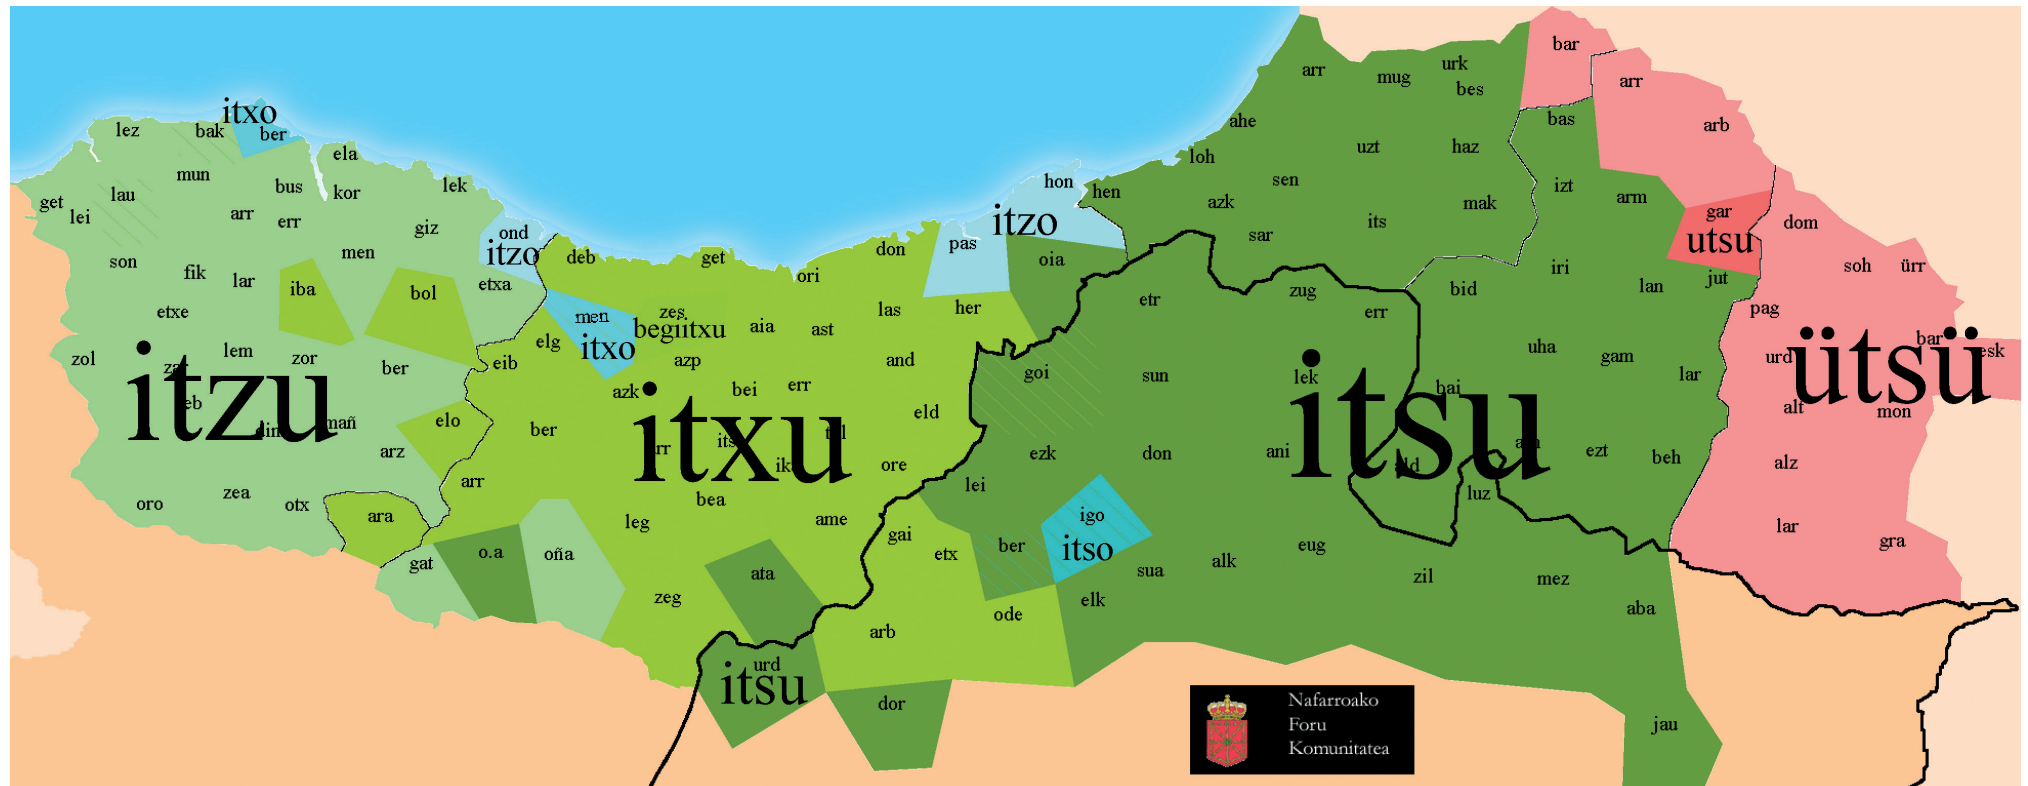 bar
arr
mug
urk
bes
arr
itxo
lez
bak
ber
ahe
bas
arb
ela
uzt
haz
loh
mun
bus
kor
lek
hon
hen
sen
izt
arm
get
lau
lei
arr
err
giz
azk
mak
gar
itzo
its
dom
ond
itzo
pas
sar
utsu
men
deb
get
don
oia
son
fik
lar
etxa
ori
iri
lan
jut
soh
ürr
iba
bol
etr
zug
bid
etxe
men
zes
las
her
err
pag
begiitxu
aia
ast
elg
itxo
uha
bar
esk
zol
lem
zor
ber
eib
azp
and
goi
sun
gam
urd
ütsü
itzu
azk
bei
err
lek
bai
lar
elo
eld
alt
mon
mañ
ber
itxu
itsu
arz
its
ore
ezk
don
ani
ezt
beh
alz
oro
zea
otx
arr
bea
lei
luz
ara
leg
ame
igo
lar
gai
itso
gra
gat
o.a
oña
etx
ber
eug
ata
sua
alk
zil
mez
zeg
ode
elk
aba
arb
urd
itsu
dor
jau
Nafarroako
Foru
Komunitatea